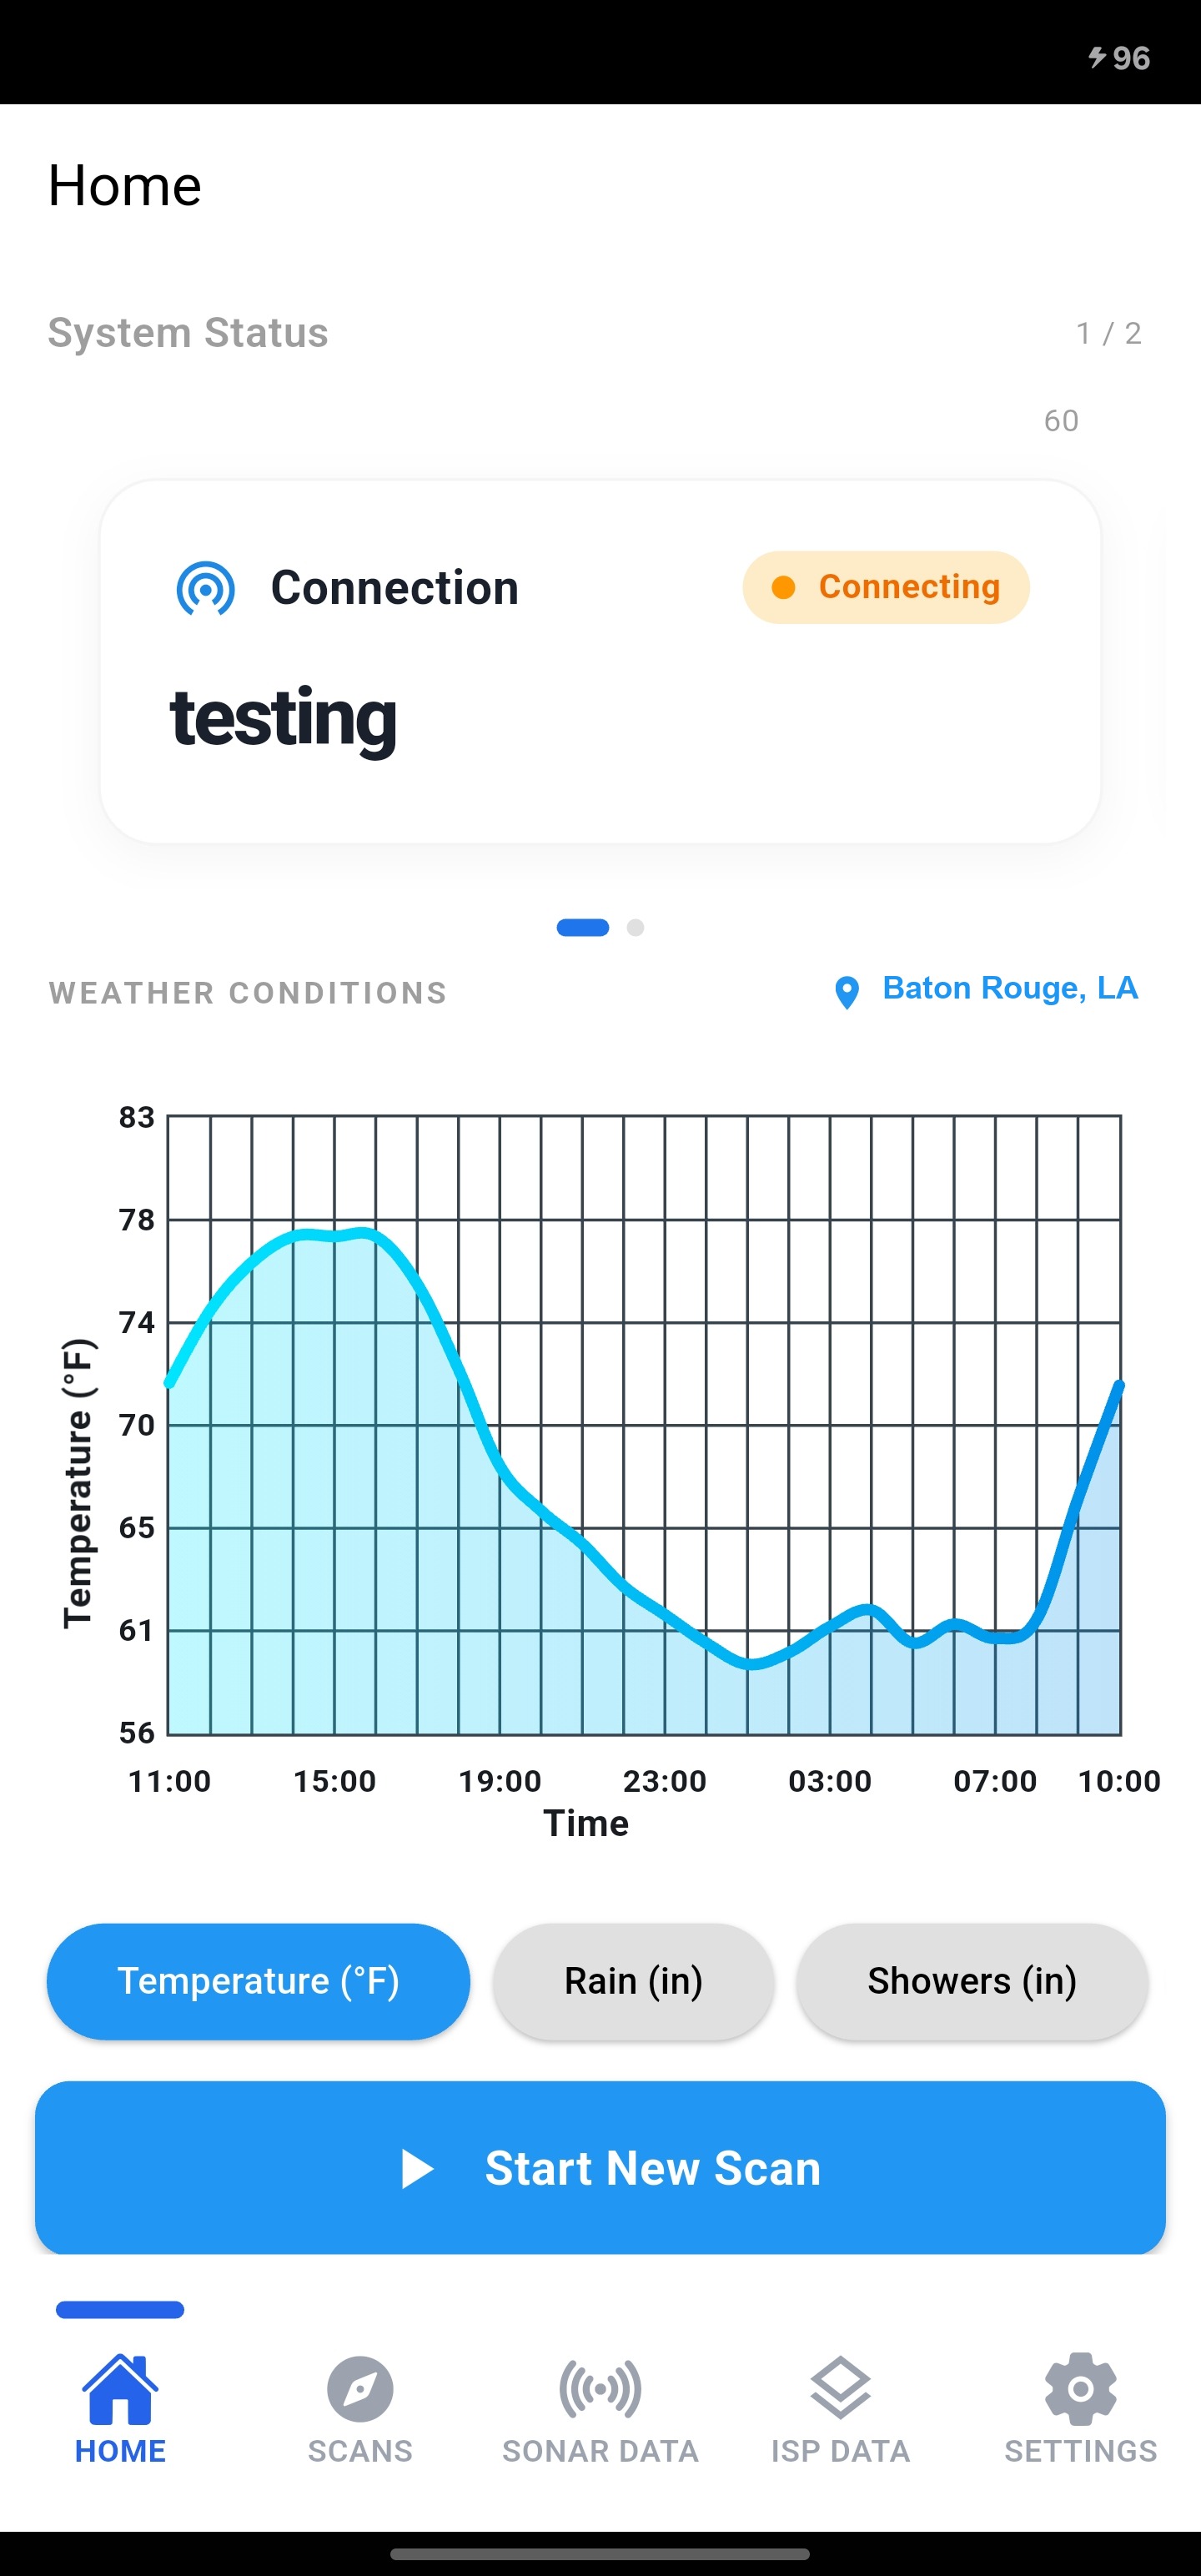 96
Home
System Status 1 / 2
60
Connection Connecting
testing
WEATHER CONDITIONS Baton Rouge, LA
83
78
74
70
65
61
56
Temperature (°F)
11:00 15:00 19:00 23:00 03:00 07:00 10:00
Time
Temperature (°F) Rain (in) Showers (in)
Start New Scan
HOME SCANS SONAR DATA ISP DATA SETTINGS